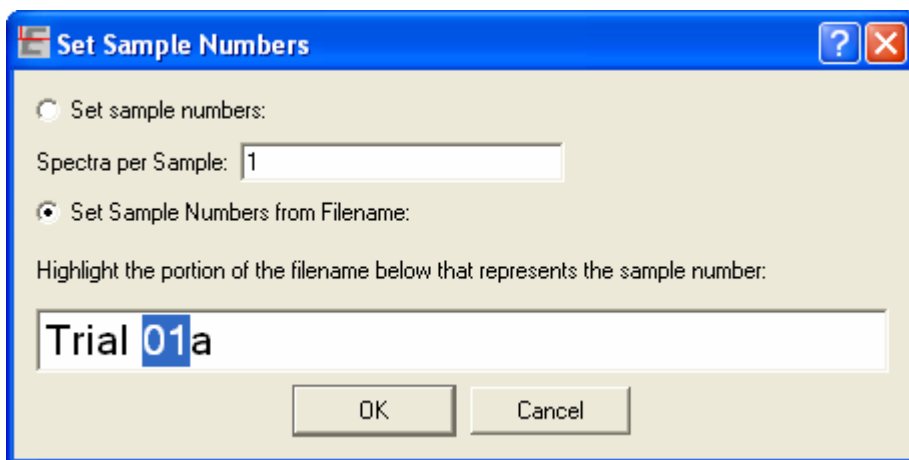 Set Sample Numbers
Set sample numbers:
Spectra per Sample: 1
Set Sample Numbers from Filename:
Highlight the portion of the filename below that represents the sample number:
Trial 01a
OK Cancel